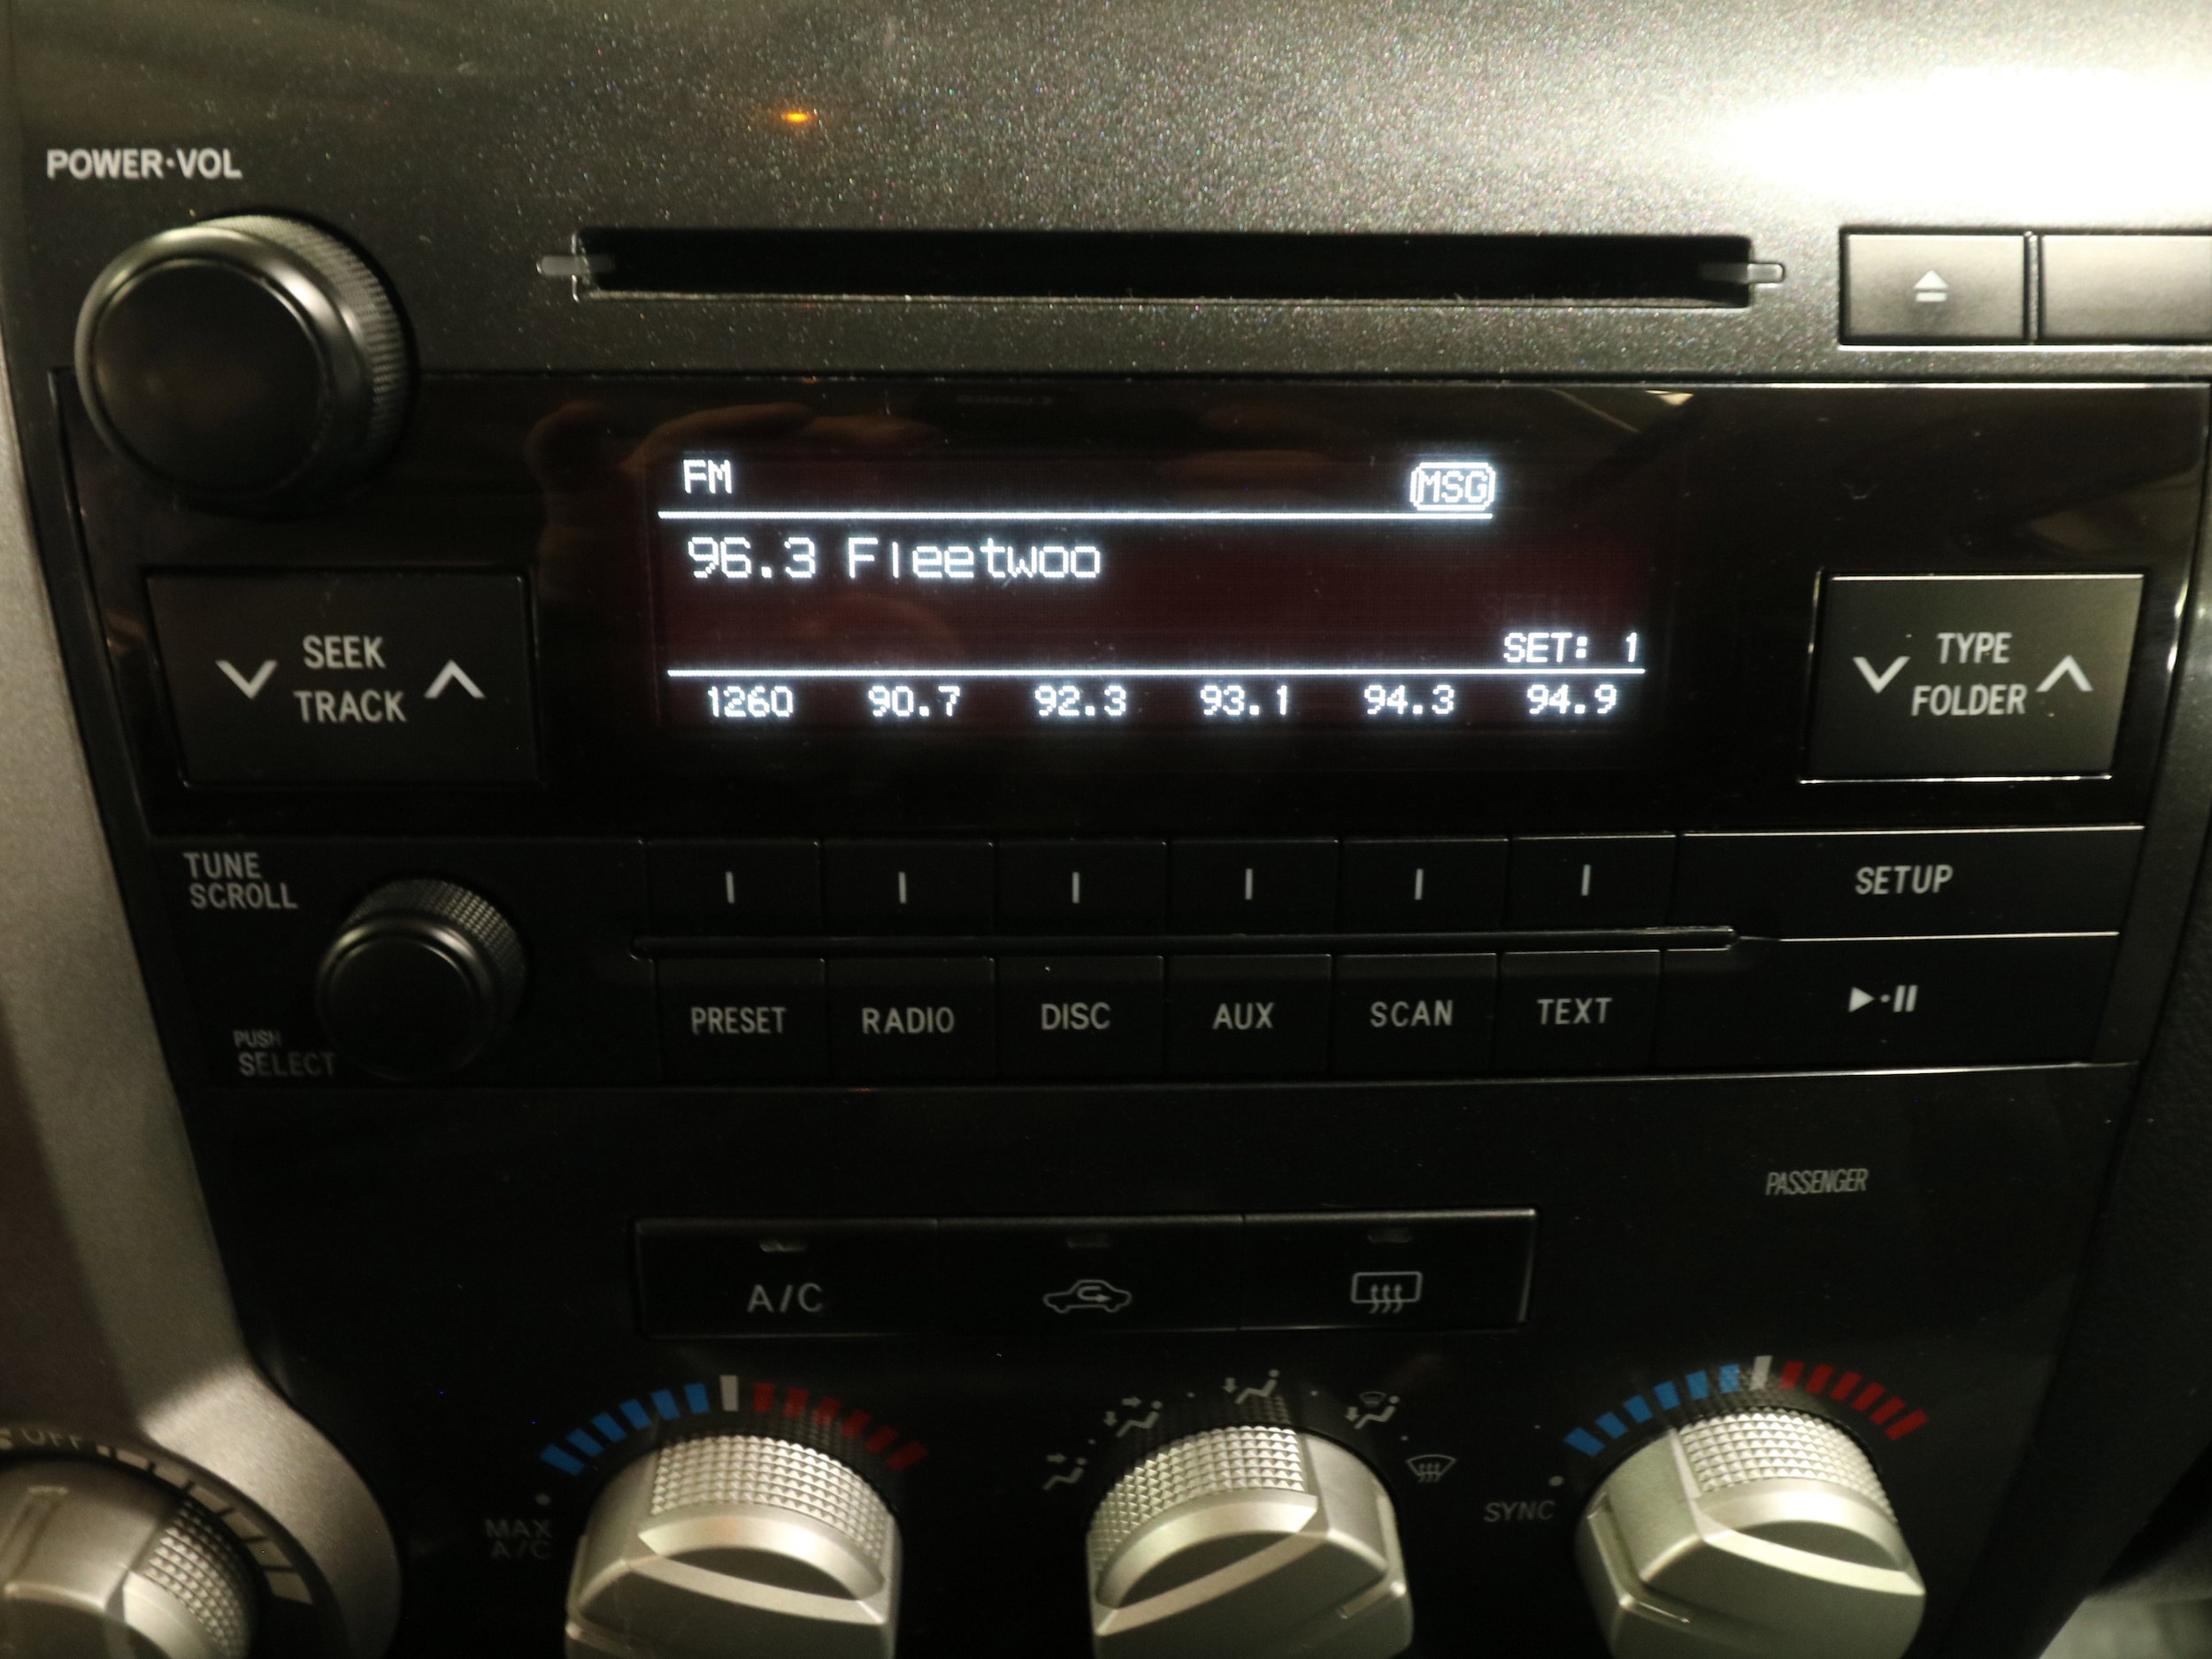 POWER·VOL
FM MSG
96.3 Fleetwoo
SEEK
TRACK
TYPE
FOLDER
SET: 1
1260 90.7 92.3 93.1 94.3 94.9
TUNE
SCROLL
SETUP
PUSH
SELECT
PRESET RADIO DISC AUX SCAN TEXT
PASSENGER
A/C
OFF
MAX
A/C
SYNC